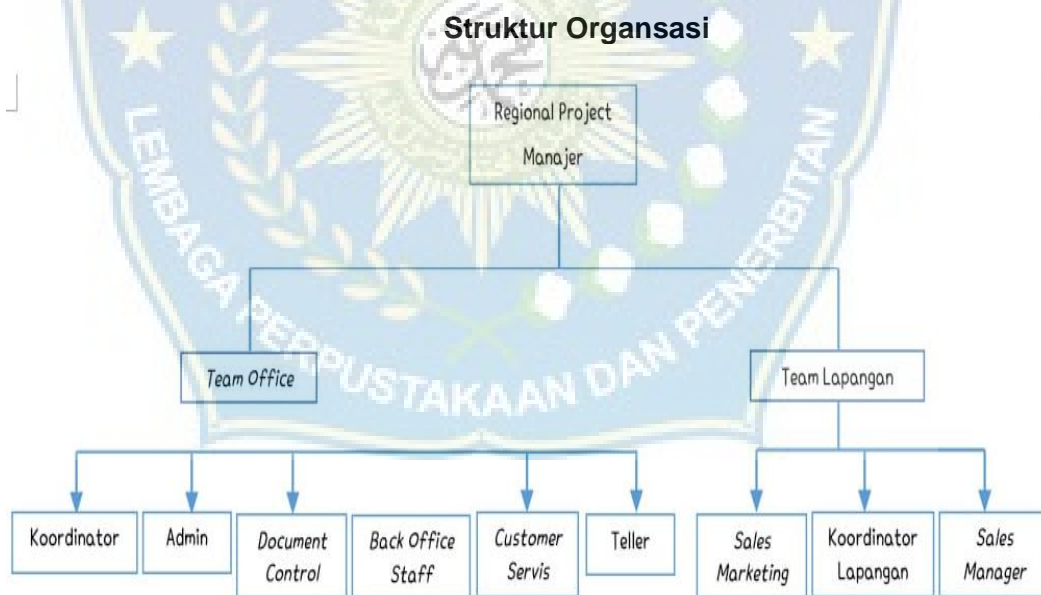 Struktur Organsasi
Regional Project
Manajer
LEMBAGA PERPUSTAKAAN DAN PENERBITAN
Team Office
Team Lapangan
Koordinator
Admin
Document
Control
Back Office
Staff
Customer
Servis
Teller
Sales
Marketing
Koordinator
Lapangan
Sales
Manager